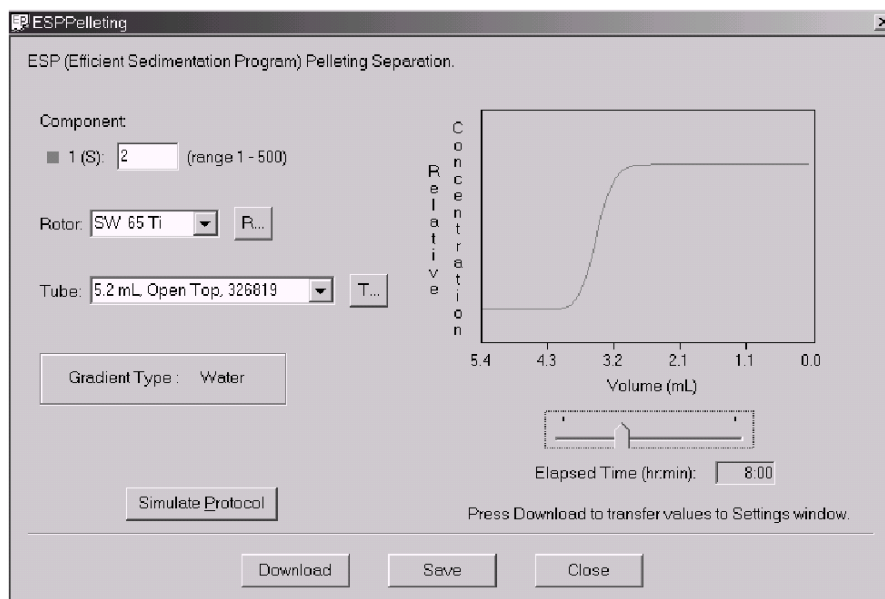 EP ESPPelleting
ESP (Efficient Sedimentation Program) Pelleting Separation.
Component:
1 (S): 2 (range 1 - 500)
Rotor: SW 65 Ti R...
Tube: 5.2 mL, Open Top, 326819 T...
Gradient Type : Water
Simulate Protocol
Relative
Concentration
5.4 4.3 3.2 2.1 1.1 0.0
Volume (mL)
Elapsed Time (hr:min): 8:00
Press Download to transfer values to Settings window.
Download Save Close